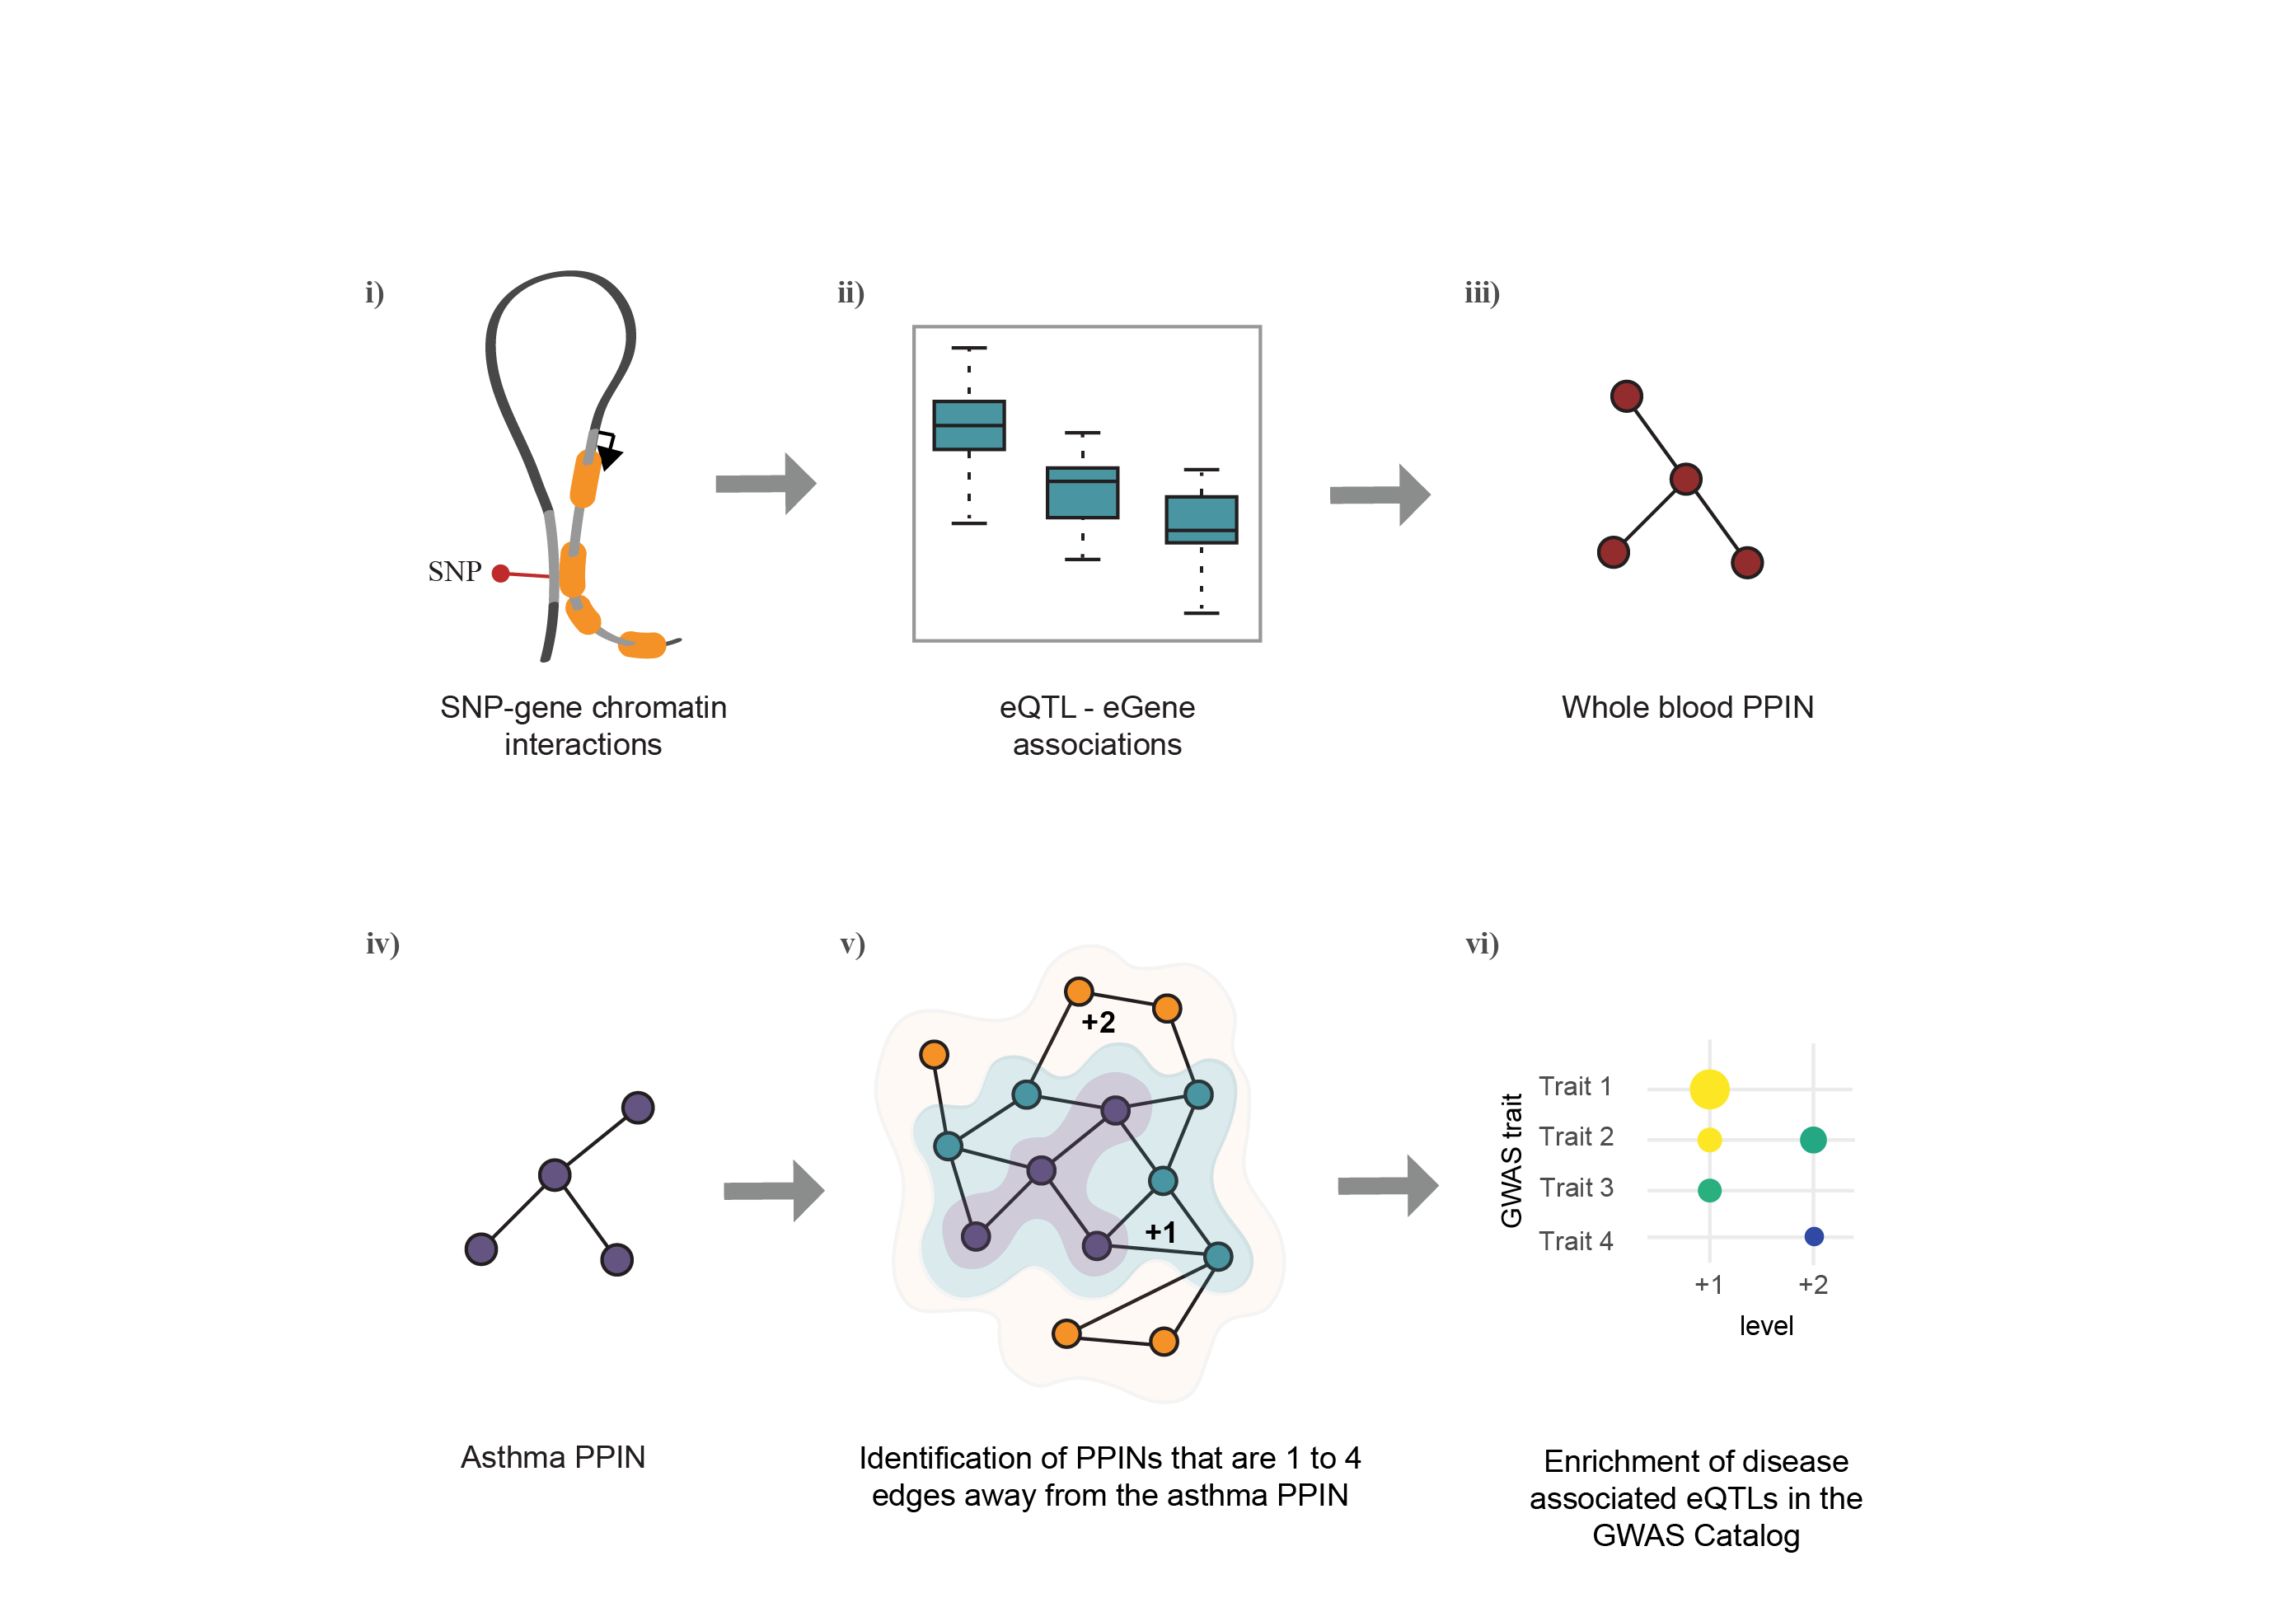 i)
SNP
SNP-gene chromatin
interactions
ii)
eQTL - eGene
associations
iii)
Whole blood PPIN
iv)
Asthma PPIN
v)
+2
+1
Identification of PPINs that are 1 to 4
edges away from the asthma PPIN
vi)
GWAS trait
Trait 1
Trait 2
Trait 3
Trait 4
+1 +2
level
Enrichment of disease
associated eQTLs in the
GWAS Catalog